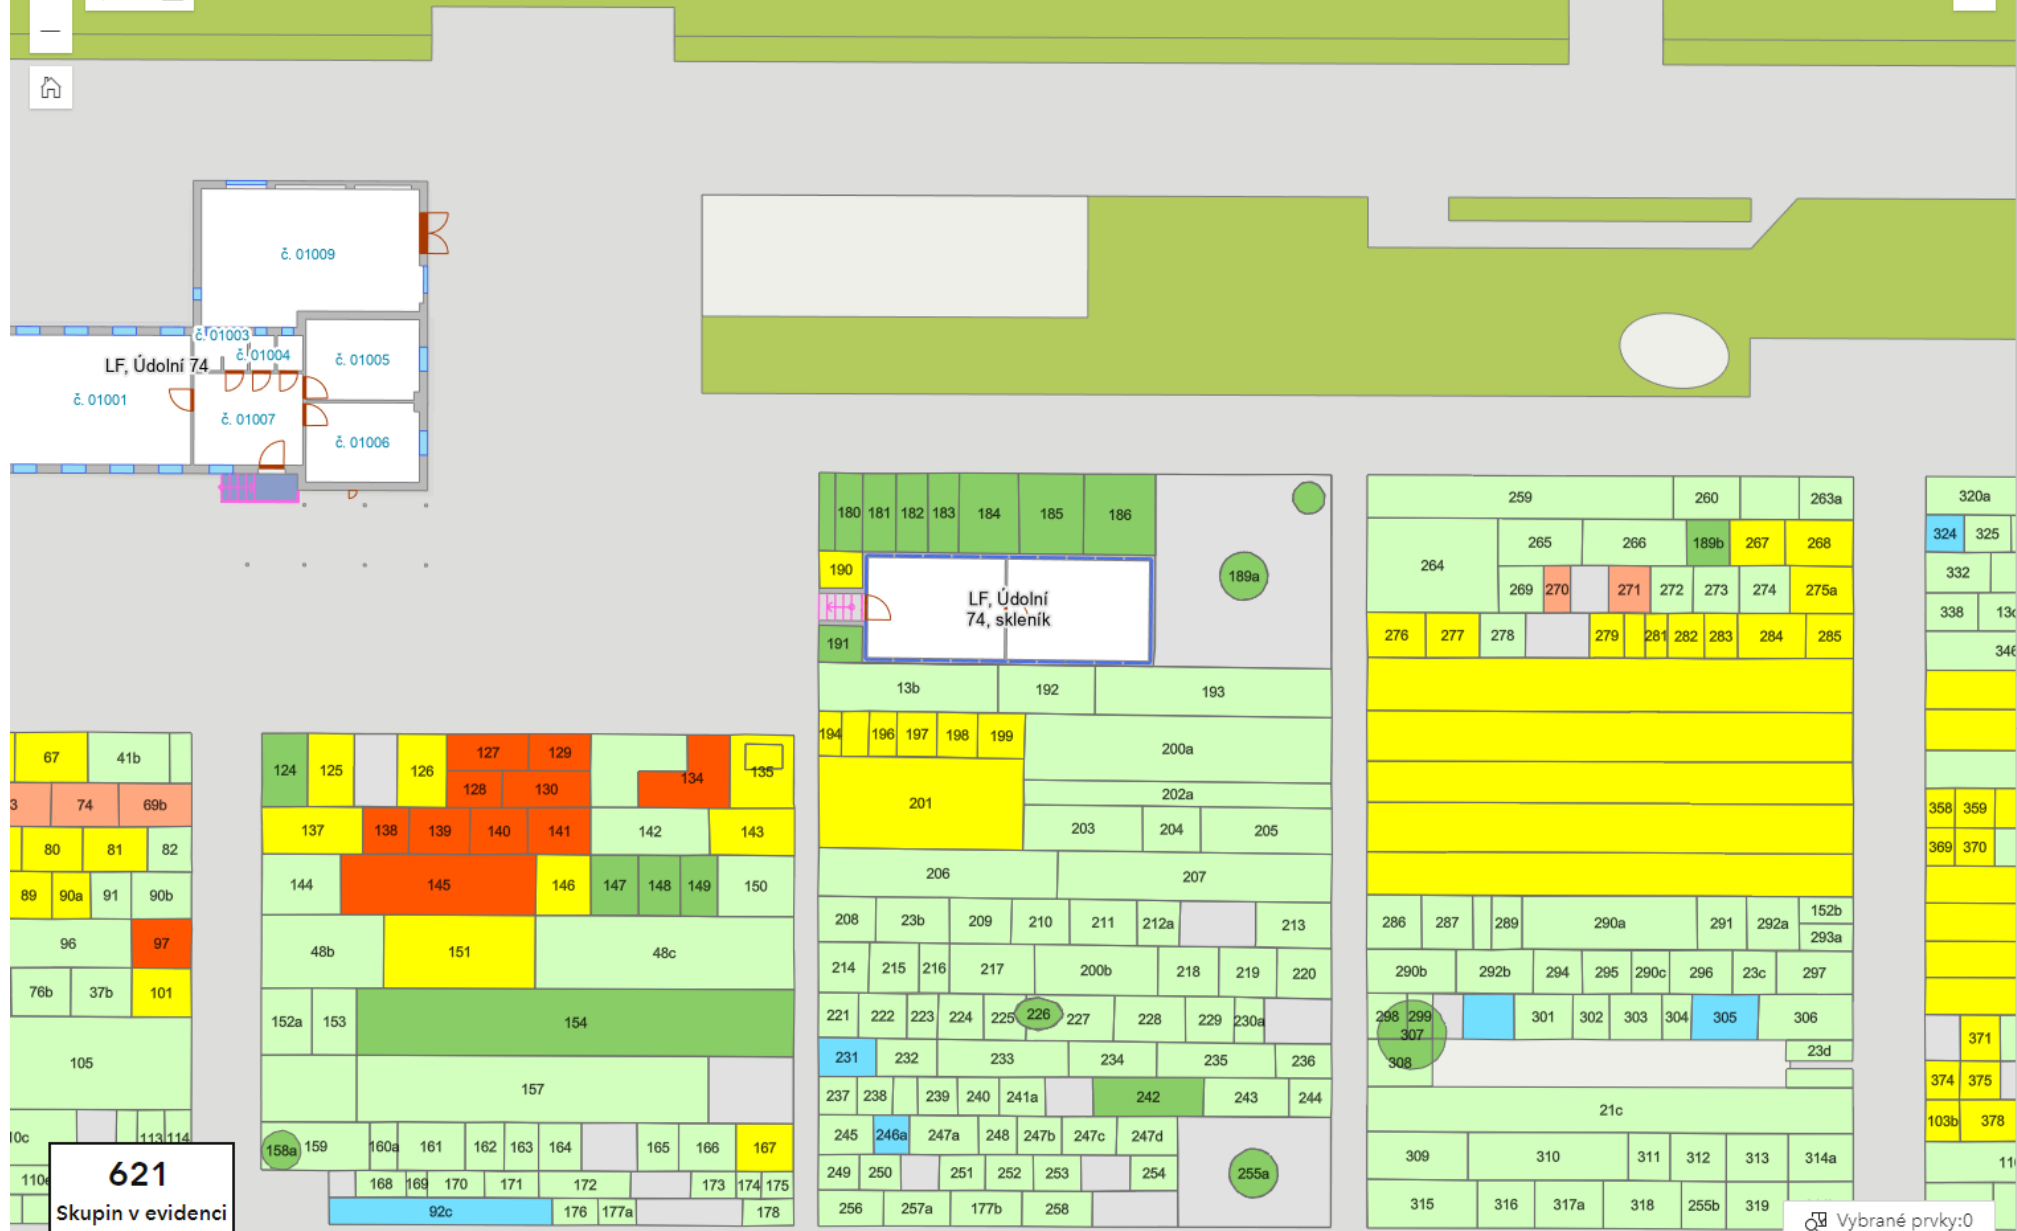 č. 01009
č. 01003
č. 01004
č. 01005
LF, Údolní 74
č. 01001
č. 01007
č. 01006
180 181 182 183 184 185 186
190
LF, Údolní
74, skleník
189a
191
13b 192 193
194 196 197 198 199
200a
201
202a
203 204 205
206 207
208 23b 209 210 211 212a 213
214 215 216 217 200b 218 219 220
221 222 223 224 225 226 227 228 229 230a
231 232 233 234 235 236
237 238 239 240 241a 242 243 244
245 246a 247a 248 247b 247c 247d
249 250 251 252 253 254 255a
256 257a 177b 258
259 260 263a
264 265 266 189b 267 268
269 270 271 272 273 274 275a
276 277 278 279 281 282 283 284 285
286 287 289 290a 291 292a 152b
293a
290b 292b 294 295 290c 296 23c 297
298 299 301 302 303 304 305 306
307
308 23d
21c
309 310 311 312 313 314a
315 316 317a 318 255b 319
320a
324 325
332
338
346
358 359
369 370
371
374 375
103b 378
67 41b
74 69b
80 81 82
89 90a 91 90b
96 97
76b 37b 101
105
113 114
124 125 126 127 129 134 135
128 130
137 138 139 140 141 142 143
144 145 146 147 148 149 150
48b 151 48c
152a 153 154
157
158a 159 160a 161 162 163 164 165 166 167
168 169 170 171 172 173 174 175
92c 176 177a 178
621
Skupin v evidenci
Vybrané prvky:0